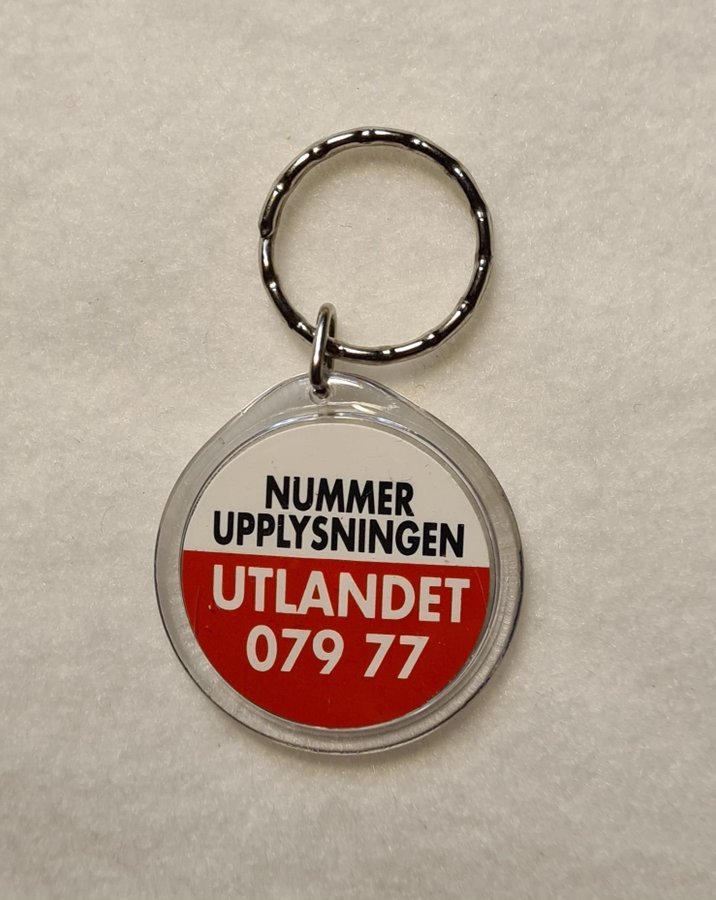 NUMMER
UPPLYSNINGEN
UTLANDET
079 77